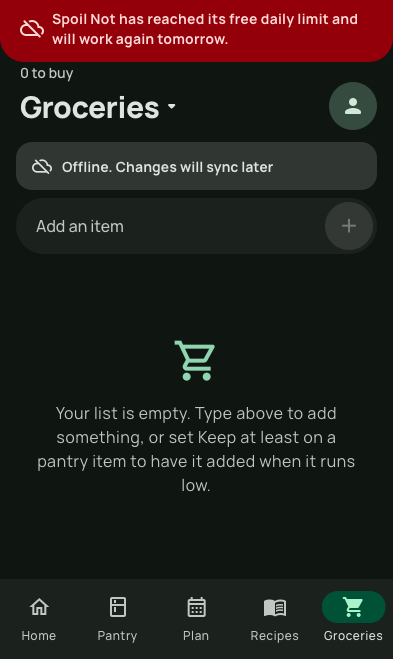 Spoil Not has reached its free daily limit and
will work again tomorrow.
0 to buy
Groceries
Offline. Changes will sync later
Add an item
Your list is empty. Type above to add
something, or set Keep at least on a
pantry item to have it added when it runs
low.
Home
Pantry
Plan
Recipes
Groceries